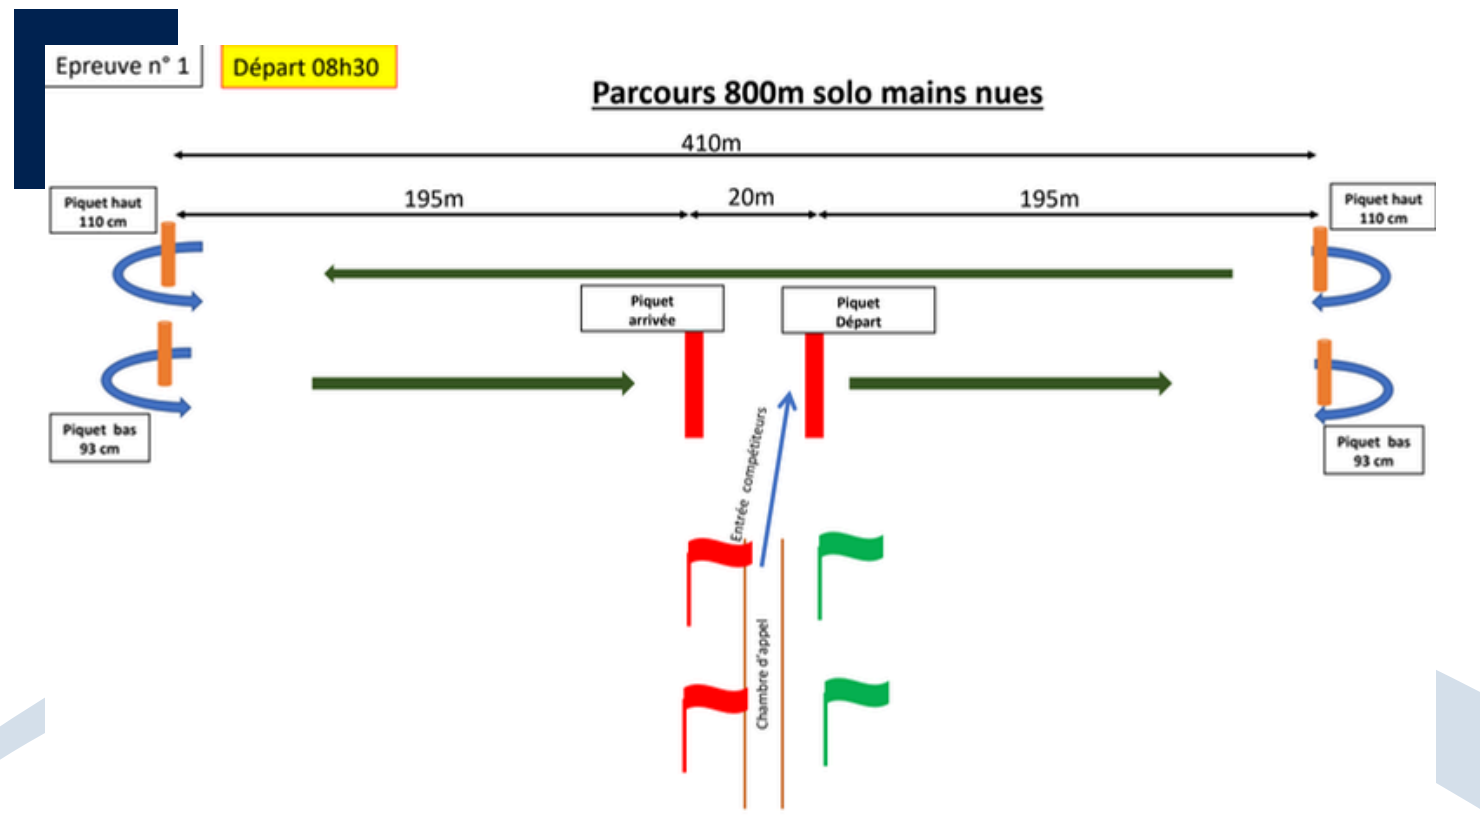 Epreuve n° 1
Départ 08h30
Parcours 800m solo mains nues
410m
195m
20m
195m
Piquet haut
110 cm
Piquet haut
110 cm
Piquet
arrivée
Piquet
Départ
Piquet bas
93 cm
Piquet bas
93 cm
Entrée compétiteurs
Chambre d'appel